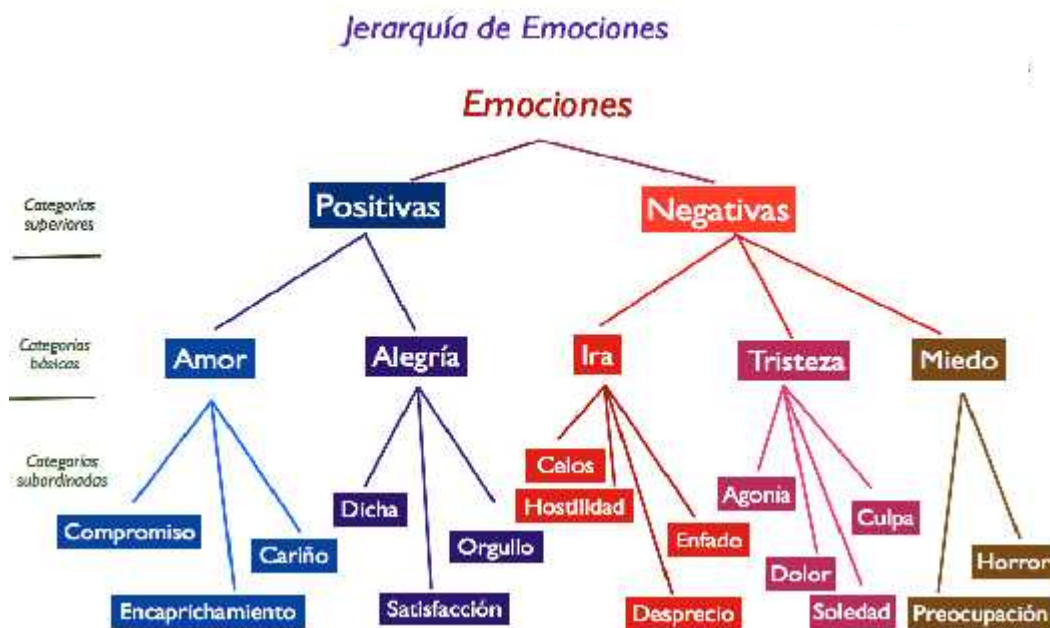 Jerarquía de Emociones
Emociones
Categorías
superiores
Positivas
Negativas
Categorías
básicas
Amor
Alegría
Ira
Tristeza
Miedo
Categorías
subordinadas
Compromiso
Encaprichamiento
Cariño
Dicha
Satisfacción
Orgullo
Celos
Hostilidad
Desprecio
Enfado
Agonia
Dolor
Soledad
Culpa
Preocupación
Horror